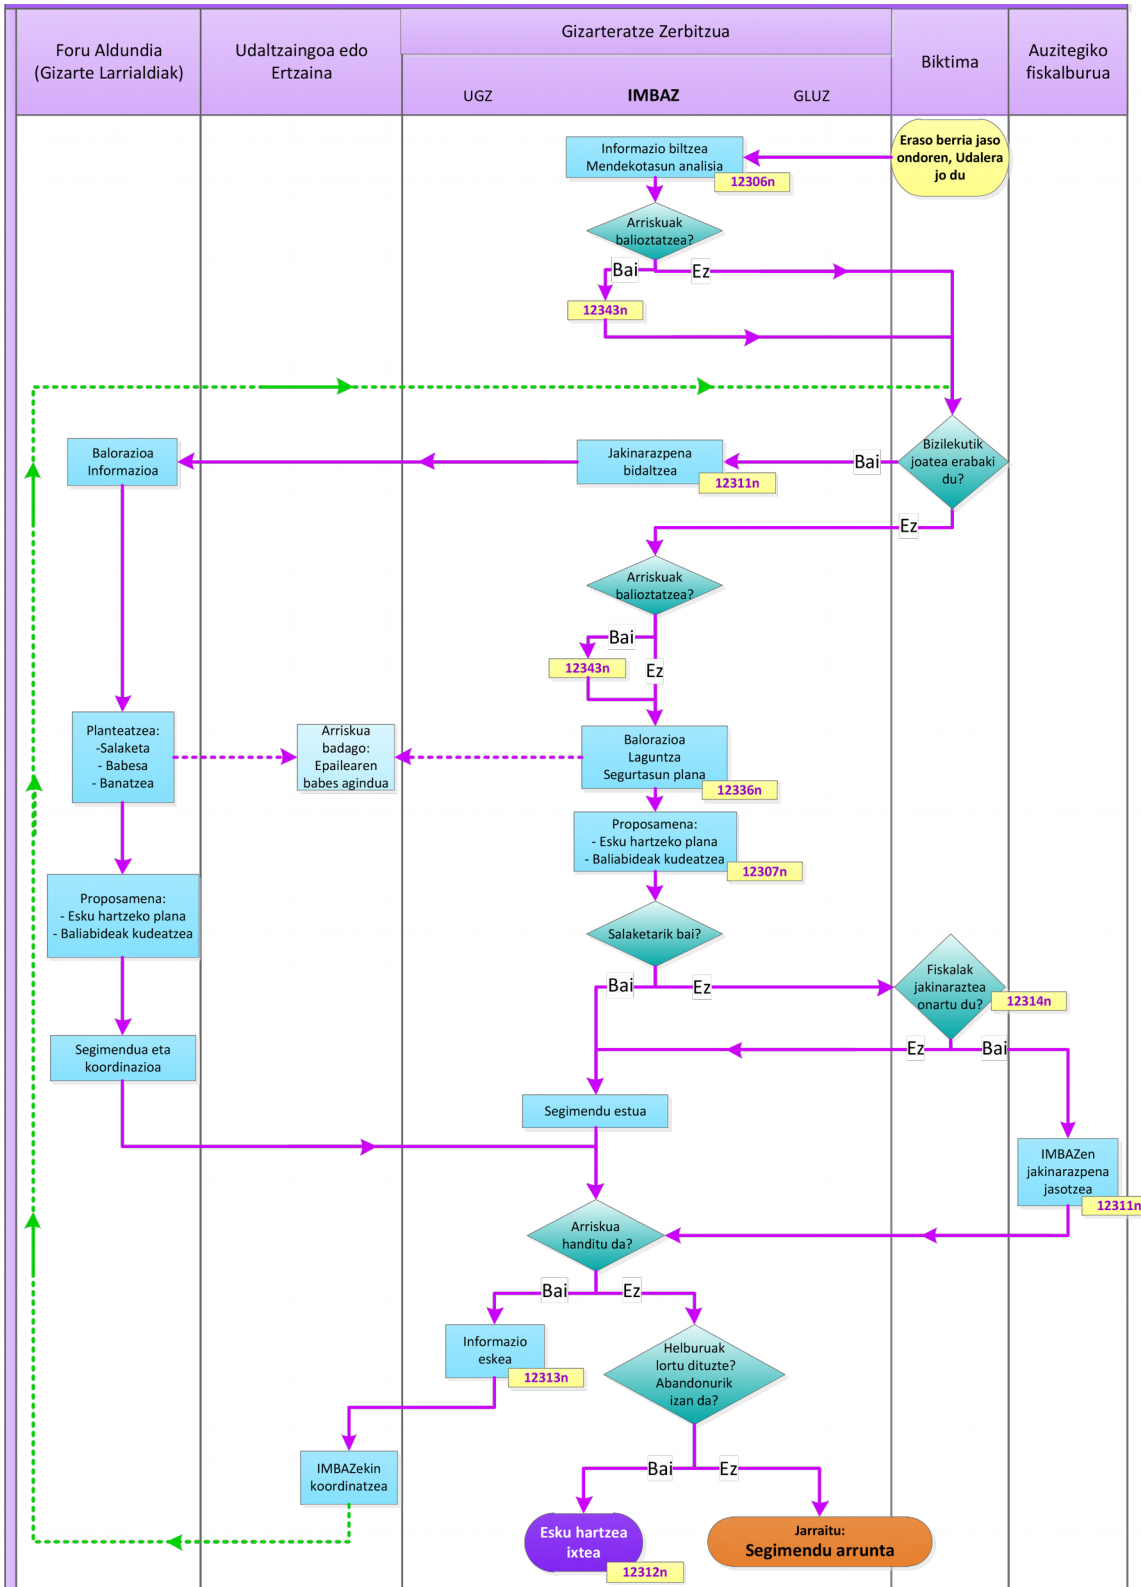 Foru Aldundia
(Gizarte Larrialdiak)
Udaltzaingoa edo
Ertzaina
Gizarteratze Zerbitzua
UGZ
IMBAZ
GLUZ
Biktima
Auzitegiko
fiskalburua
Eraso berria jaso
ondoren, Udalera
jo du
Informazio biltzea
Mendekotasun analisia
12306n
Arriskuak
balioztatzea?
Bai
Ez
12343n
Bizilekutik
joatea erabaki
du?
Bai
Jakinarazpena
bidaltzea
12311n
Balorazioa
Informazioa
Ez
Arriskuak
balioztatzea?
Bai
12343n
Ez
Planteatzea:
-Salaketa
- Babesa
- Banatzea
Arriskua
badago:
Epailearen
babes agindua
Balorazioa
Laguntza
Segurtasun plana
12336n
Proposamena:
- Esku hartzeko plana
- Baliabideak kudeatzea
12307n
Proposamena:
- Esku hartzeko plana
- Baliabideak kudeatzea
Salaketarik bai?
Bai
Ez
Fiskalak
jakinaraztea
onartu du?
12314n
Ez
Bai
Segimendua eta
koordinazioa
Segimendu estua
IMBAZen
jakinarazpena
jasotzea
12311n
Arriskua
handitu da?
Bai
Ez
Informazio
eskea
12313n
Helburuak
lortu dituzte?
Abandonurik
izan da?
IMBAZekin
koordinatzea
Bai
Ez
Esku hartzea
ixtea
12312n
Jarraitu:
Segimendu arrunta